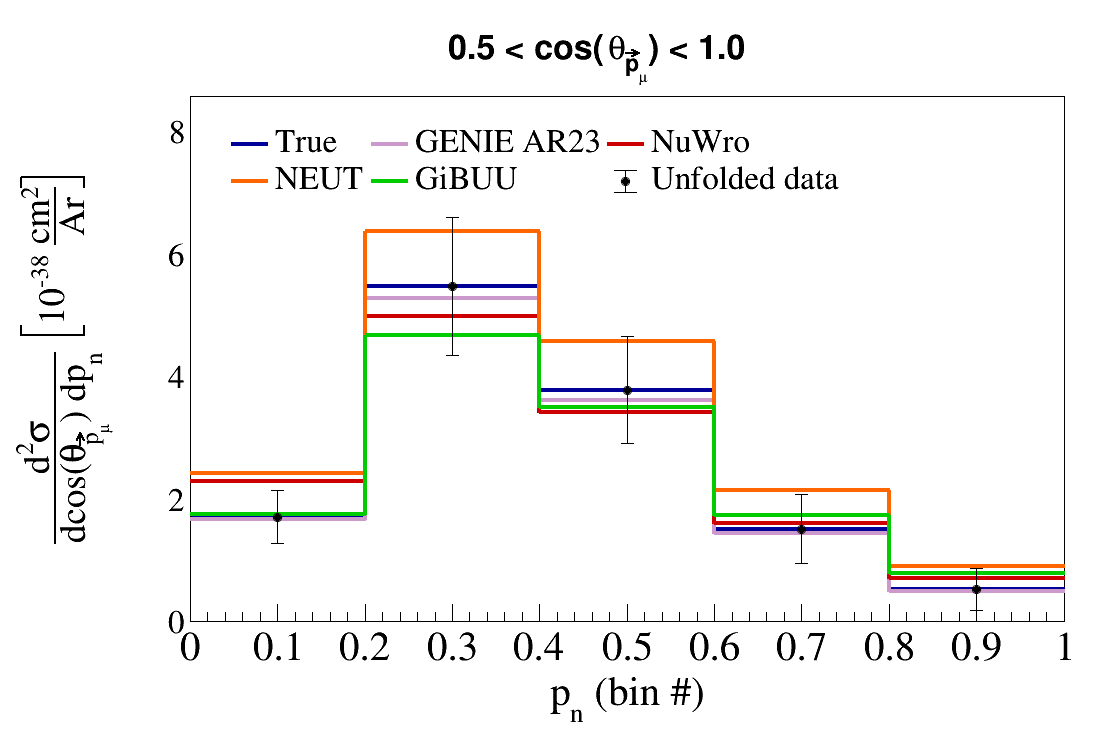 0.5 < cos(θp⃗μ) < 1.0
True GENIE AR23 NuWro
NEUT GiBUU Unfolded data
8
6
4
2
0
d²σ / dcos(θp⃗μ) dpn [10⁻³⁸ cm² / Ar]
0 0.1 0.2 0.3 0.4 0.5 0.6 0.7 0.8 0.9 1
pn (bin #)